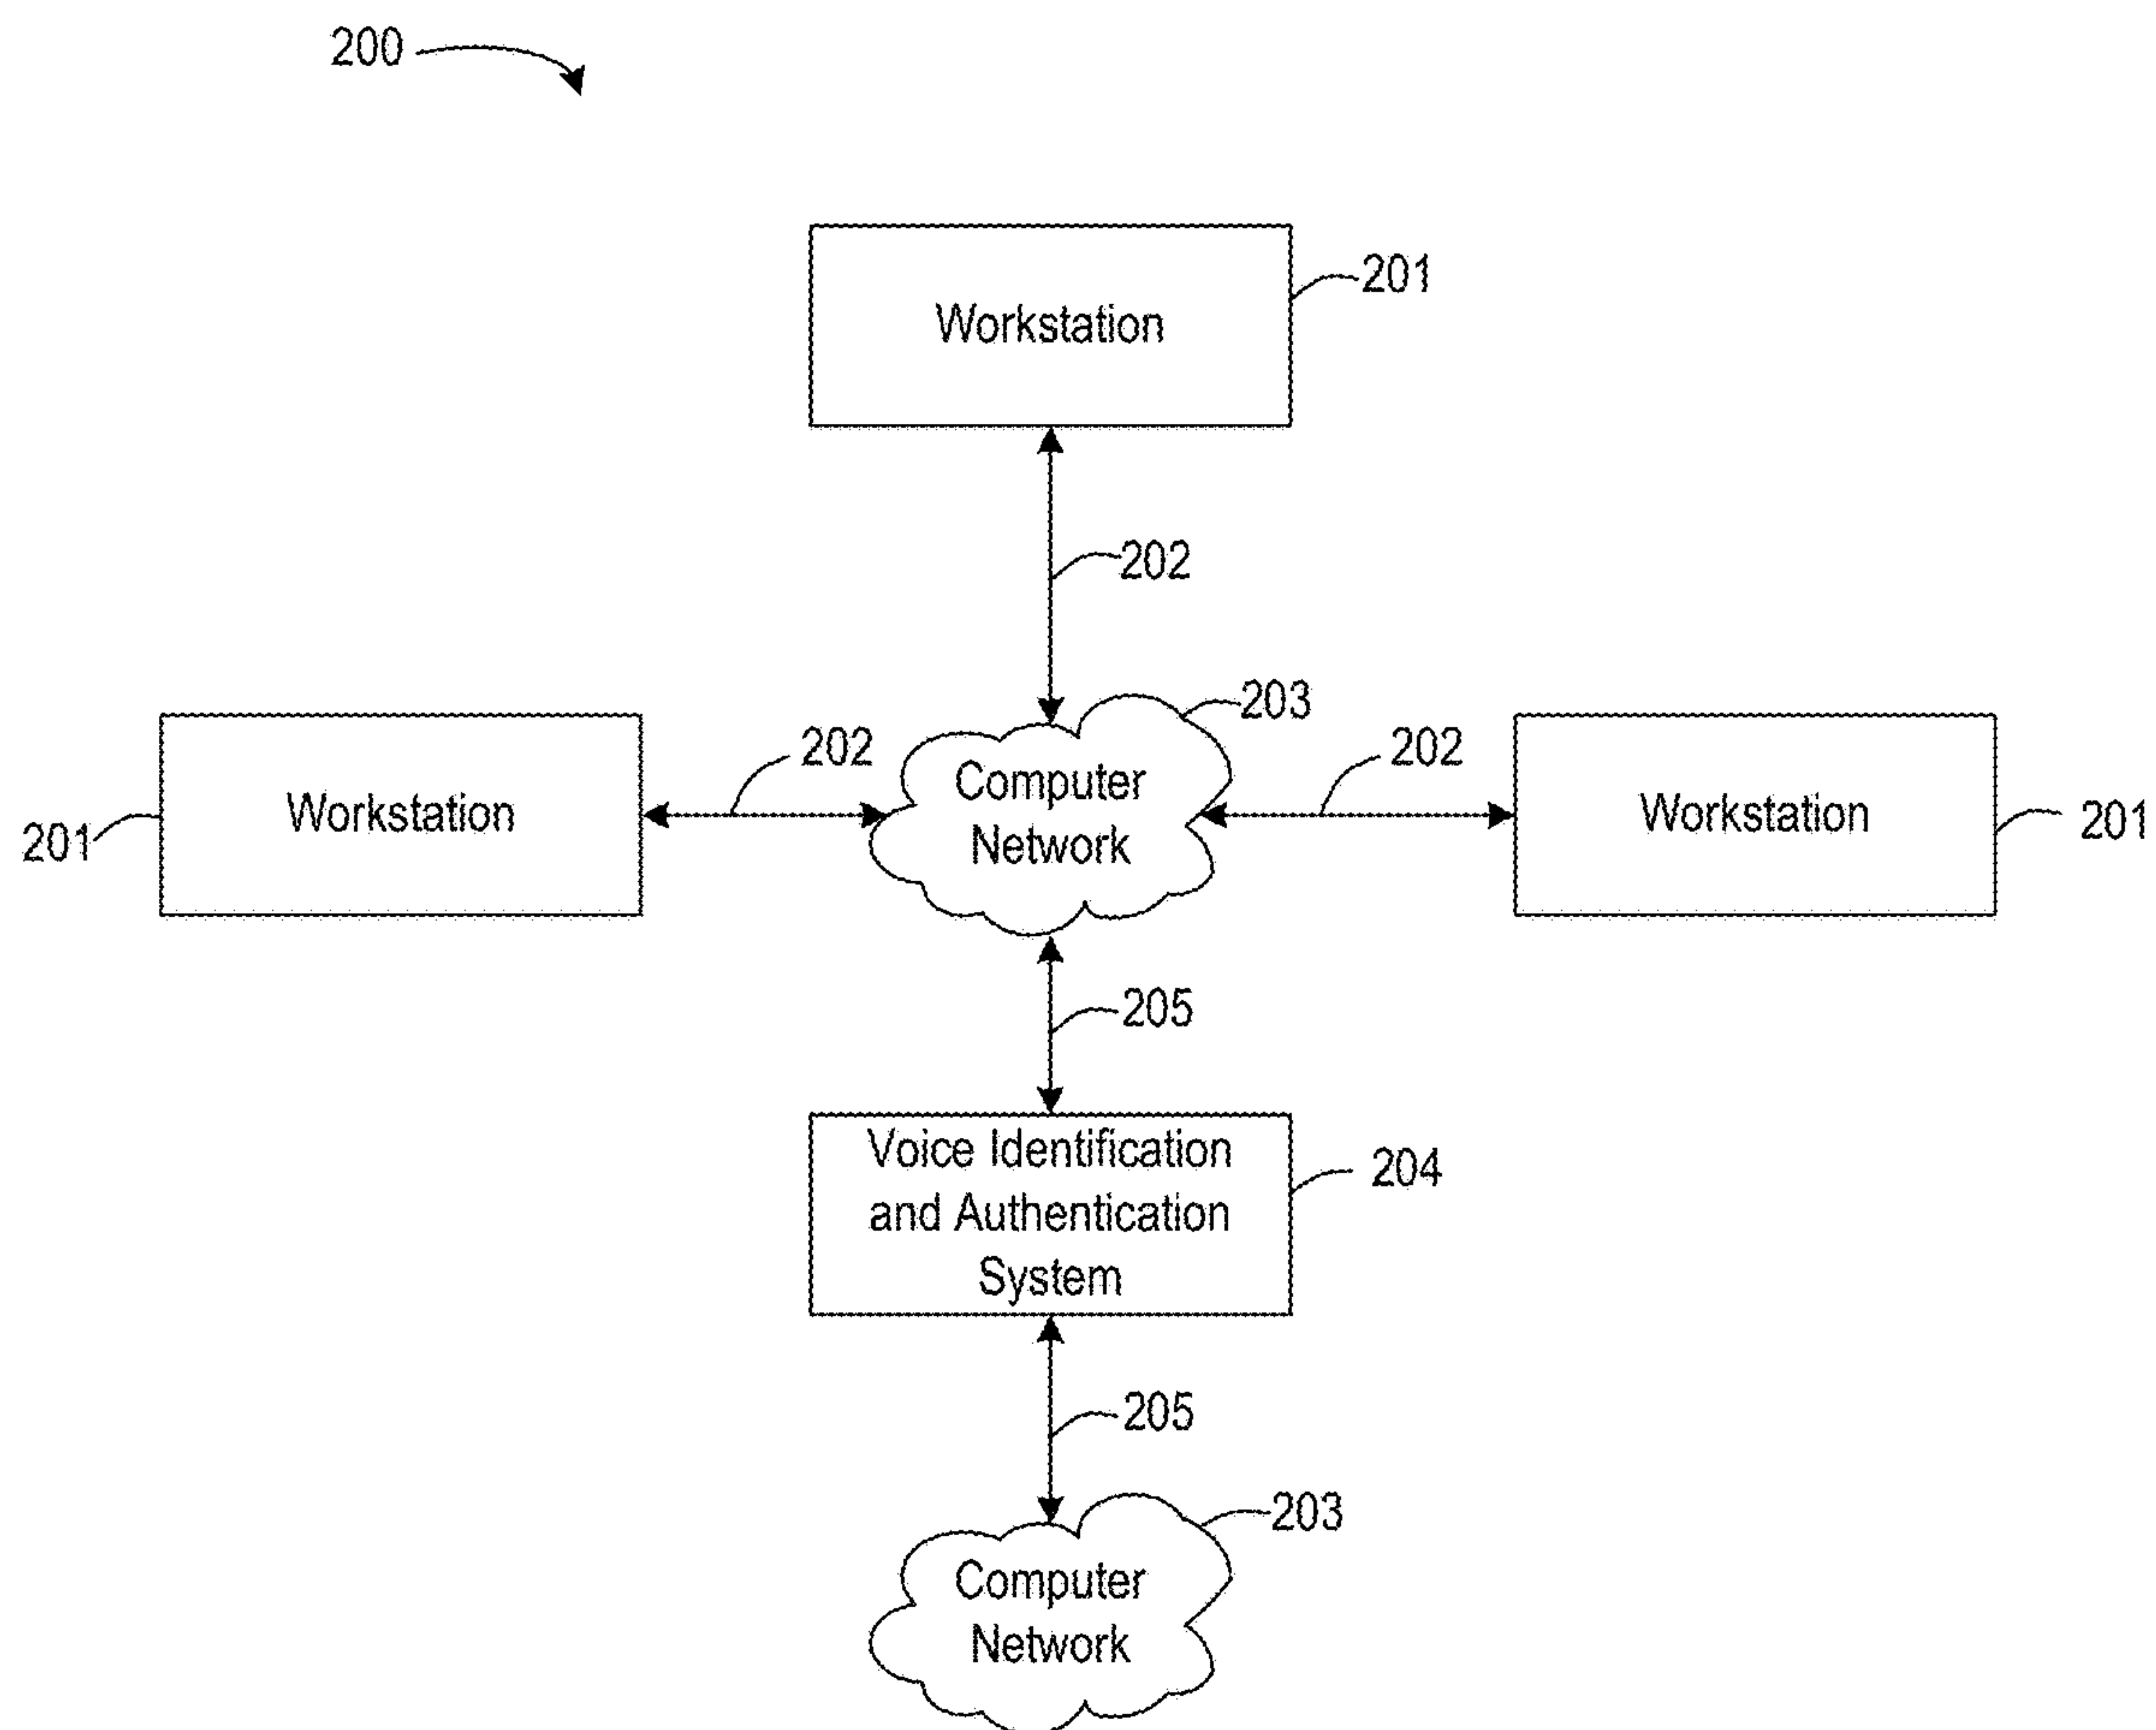 200
Workstation
201
202
203
Computer
Network
202
202
Workstation
201
Workstation
201
205
Voice Identification
and Authentication
System
204
205
203
Computer
Network